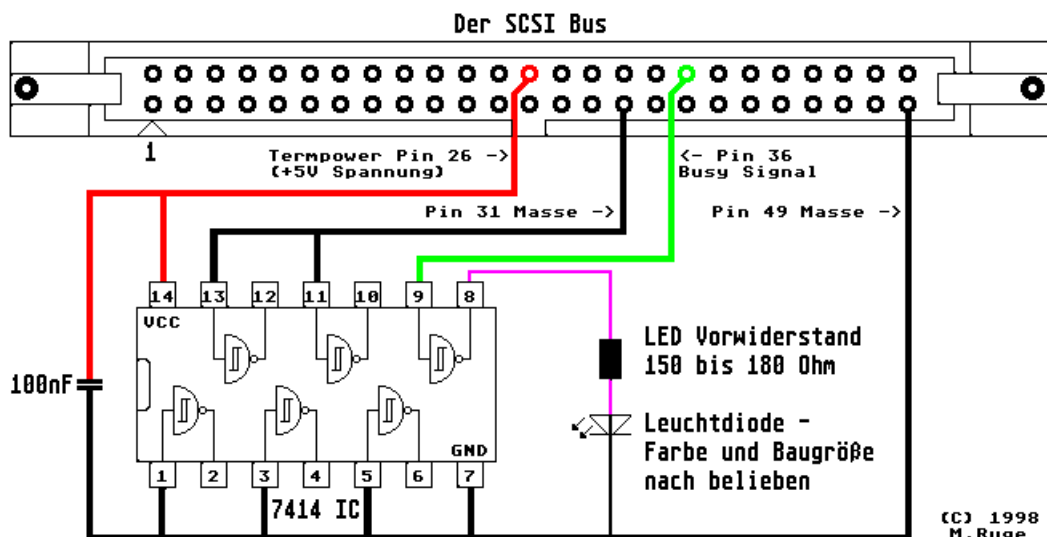 Der SCSI Bus
1
Termpower Pin 26 ->
(+5V Spannung)
<- Pin 36
Busy Signal
Pin 31 Masse ->
Pin 49 Masse ->
14 13 12 11 10 9 8
VCC
LED Vorwiderstand
150 bis 180 Ohm
100nF
Leuchtdiode -
Farbe und Baugröße
nach belieben
GND
1 2 3 4 5 6 7
7414 IC
(C) 1998
M.Ruge